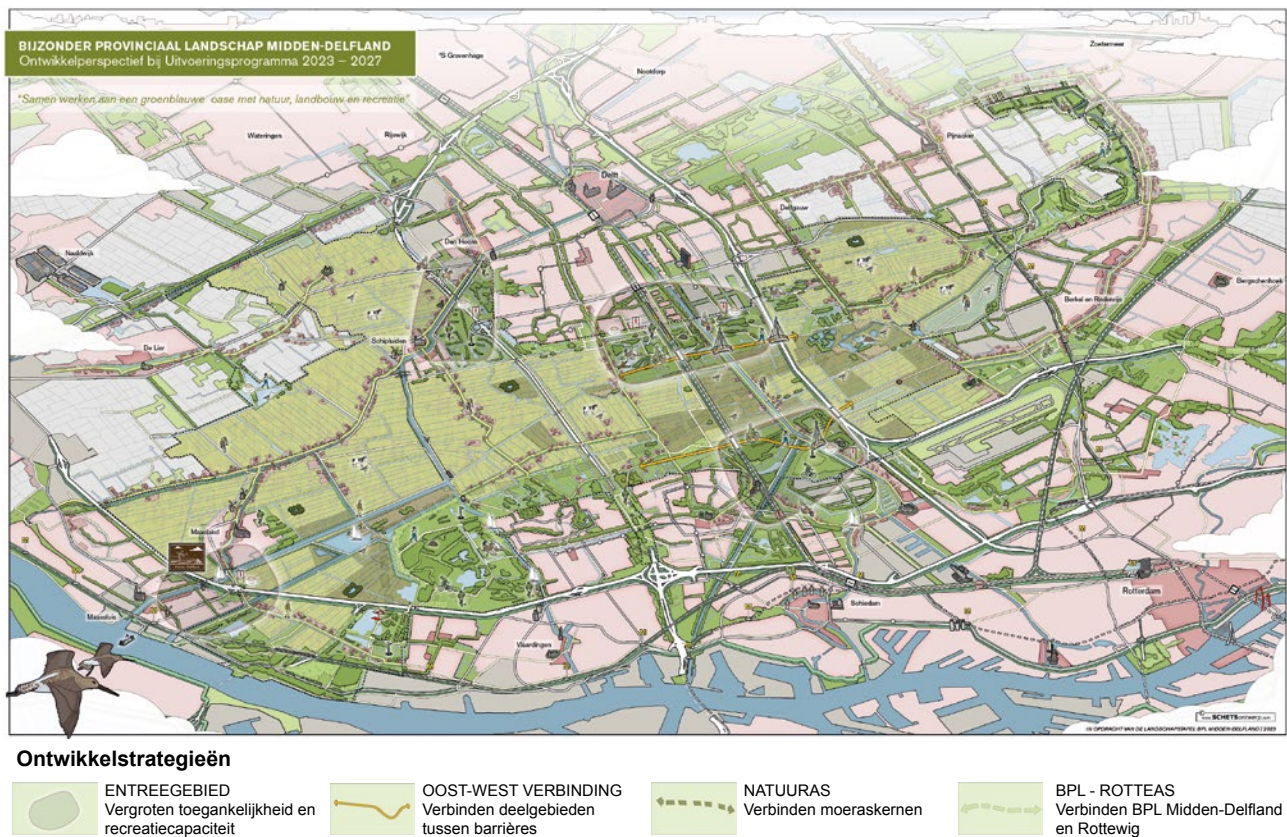 BIJZONDER PROVINCIAAL LANDSCHAP MIDDEN-DELFLAND
Ontwikkelperspectief bij Uitvoeringsprogramma 2023 – 2027
"Samen werken aan een groenblauwe oase met natuur, landbouw en recreatie"
'S Gravenhage
Nootdorp
Zoetermeer
Wateringen
Rijswijk
Pijnacker
Delft
Delfgauw
Den Hoorn
Naaldwijk
Bergschenhoek
Berkel en Rodenrijs
De Lier
Schipluiden
Maasland
Maassluis
Vlaardingen
Schiedam
Rotterdam
www.SCHETSontwerp.com
IN OPDRACHT VAN DE LANDSCHAPSTAFEL BPL MIDDEN-DELFLAND | 2023
Ontwikkelstrategieën
ENTREEGEBIED
Vergroten toegankelijkheid en
recreatiecapaciteit
OOST-WEST VERBINDING
Verbinden deelgebieden
tussen barrières
NATUURAS
Verbinden moeraskernen
BPL - ROTTEAS
Verbinden BPL Midden-Delfland
en Rottewig